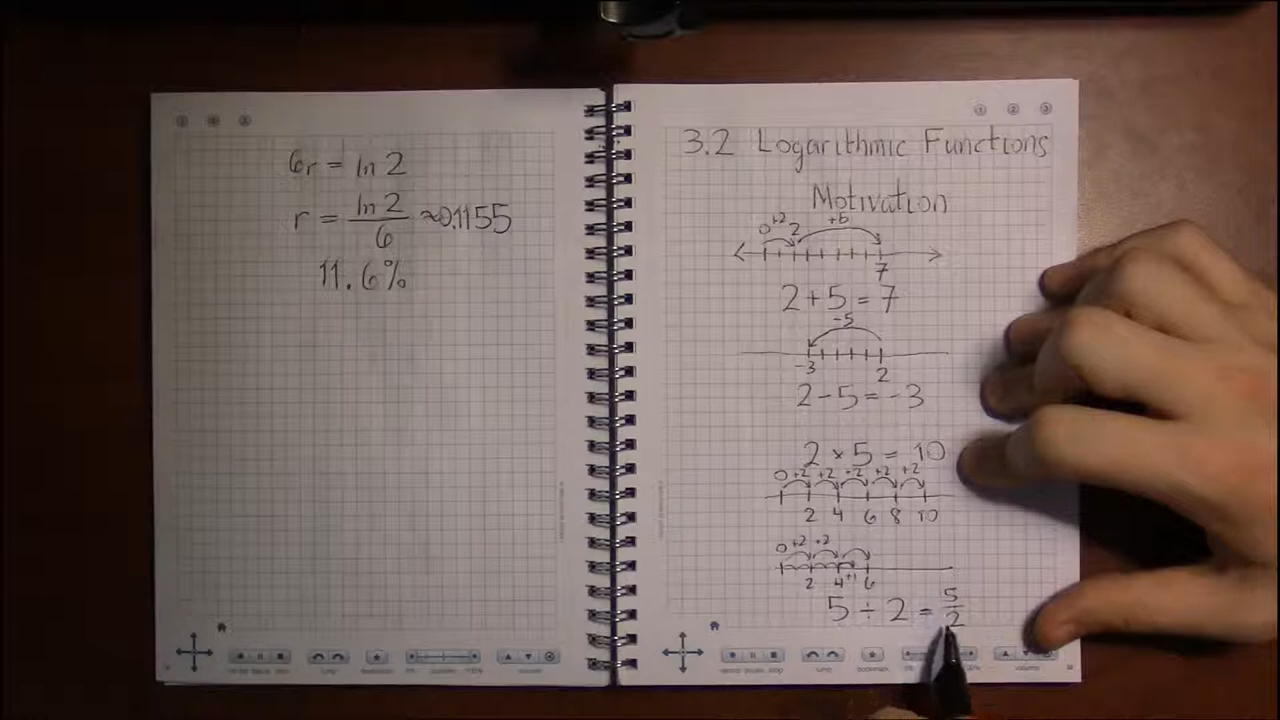 6r = ln 2
r = ln 2 / 6 ≈ 0.1155
11.6%
3.2 Logarithmic Functions
Motivation
0 +2 2 +5
7
2 + 5 = 7
-5
-3 2
2 - 5 = -3
2 × 5 = 10
0 +2 +2 +2 +2 +2
2 4 6 8 10
0 +2 +2
2 4 +1 6
5 ÷ 2 = 5/2